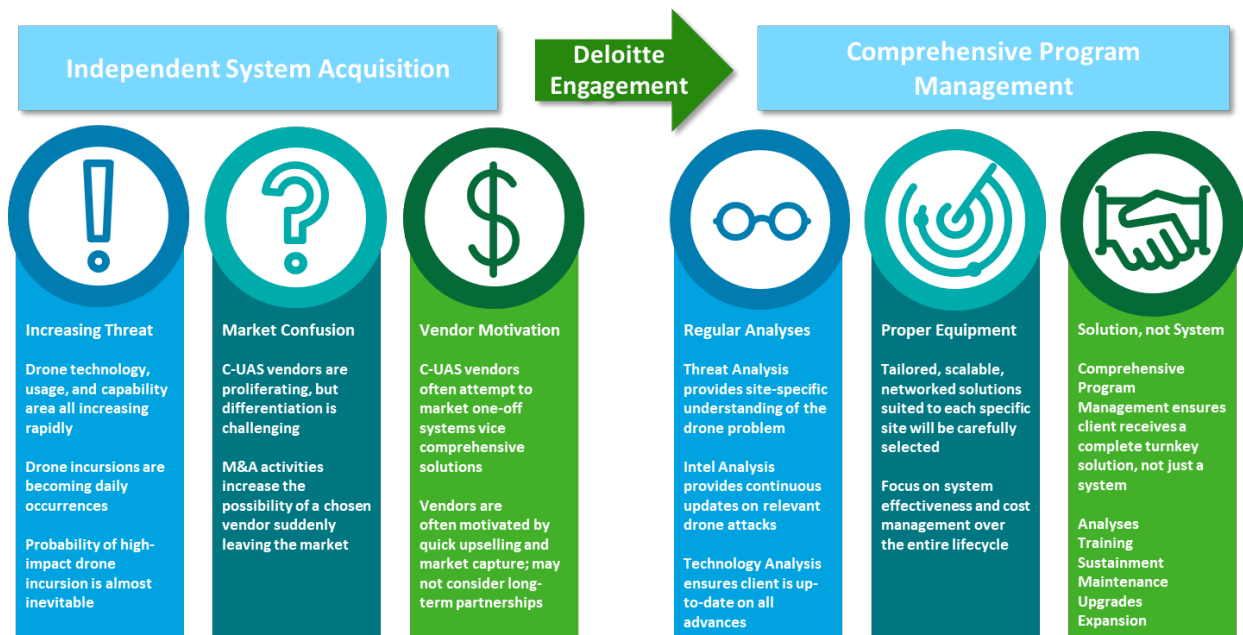 Independent System Acquisition
Deloitte
Engagement
Comprehensive Program
Management
Increasing Threat
Drone technology,
usage, and capability
area all increasing
rapidly
Drone incursions are
becoming daily
occurrences
Probability of high-
impact drone
incursion is almost
inevitable
Market Confusion
C-UAS vendors are
proliferating, but
differentiation is
challenging
M&A activities
increase the
possibility of a chosen
vendor suddenly
leaving the market
Vendor Motivation
C-UAS vendors
often attempt to
market one-off
systems vice
comprehensive
solutions
Vendors are
often motivated by
quick upselling and
market capture; may
not consider long-
term partnerships
Regular Analyses
Threat Analysis
provides site-specific
understanding of the
drone problem
Intel Analysis
provides continuous
updates on relevant
drone attacks
Technology Analysis
ensures client is up-
to-date on all
advances
Proper Equipment
Tailored, scalable,
networked solutions
suited to each specific
site will be carefully
selected
Focus on system
effectiveness and cost
management over
the entire lifecycle
Solution, not System
Comprehensive
Program
Management ensures
client receives a
complete turnkey
solution, not just a
system
Analyses
Training
Sustainment
Maintenance
Upgrades
Expansion